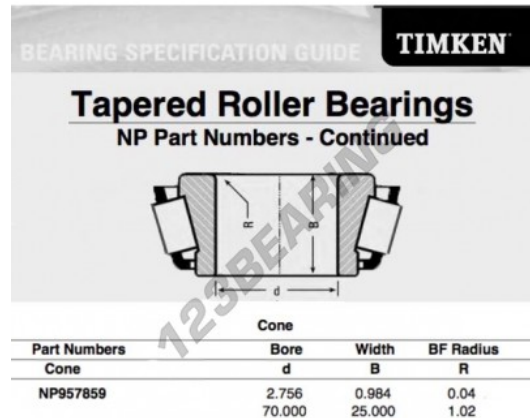 BEARING SPECIFICATION GUIDE
TIMKEN
Tapered Roller Bearings
NP Part Numbers - Continued
R
B
d
123BEARING
Cone
Part Numbers Bore Width BF Radius
Cone d B R
NP957859 2.756 0.984 0.04
70.000 25.000 1.02